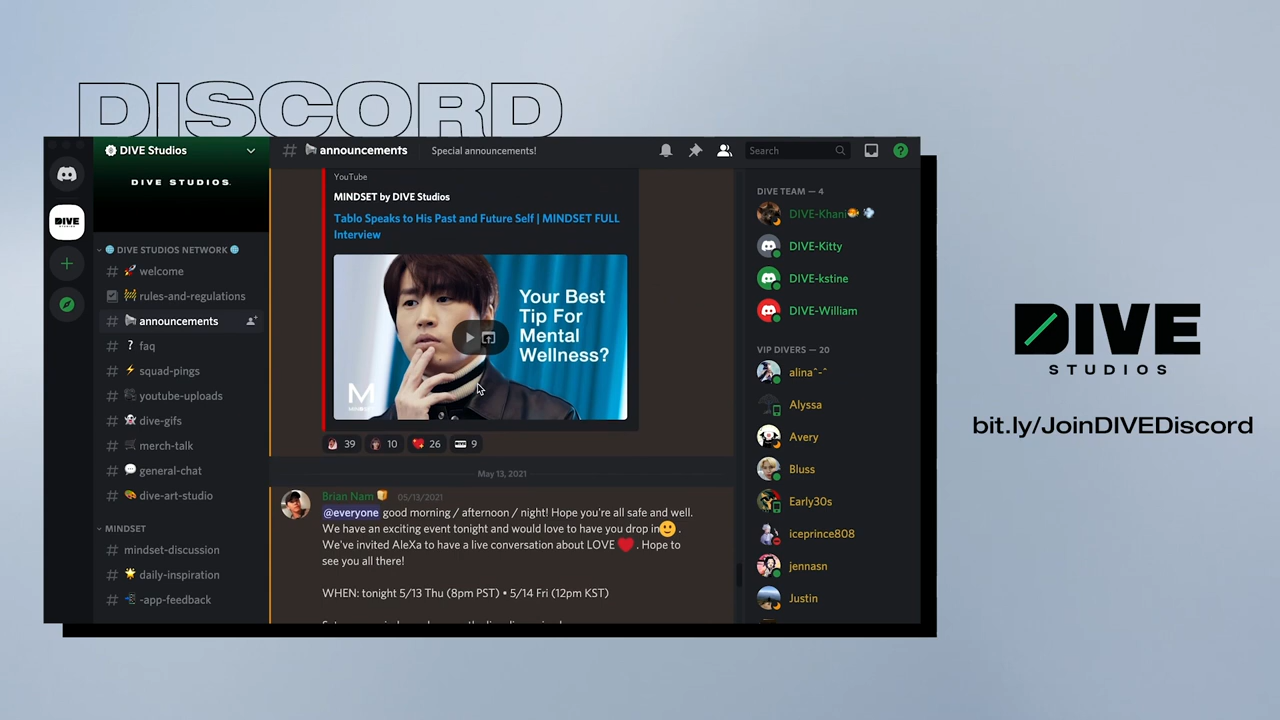 DISCORD
DIVE Studios
DIVE STUDIOS
DIVE
STUDIOS
DIVE STUDIOS NETWORK
# welcome
rules-and-regulations
# announcements
# ? faq
# squad-pings
# youtube-uploads
# dive-gifs
# merch-talk
# general-chat
# dive-art-studio
MINDSET
# mindset-discussion
# daily-inspiration
# -app-feedback
# announcements
Special announcements!
Search
?
YouTube
MINDSET by DIVE Studios
Tablo Speaks to His Past and Future Self | MINDSET FULL
Interview
Your Best
Tip For
Mental
Wellness?
M
39 10 26 9
May 13, 2021
Brian Nam 05/13/2021
@everyone good morning / afternoon / night! Hope you're all safe and well.
We have an exciting event tonight and would love to have you drop in .
We've invited AleXa to have a live conversation about LOVE . Hope to
see you all there!
WHEN: tonight 5/13 Thu (8pm PST) • 5/14 Fri (12pm KST)
DIVE TEAM — 4
DIVE-Khani
DIVE-Kitty
DIVE-kstine
DIVE-William
VIP DIVERS — 20
alina^-^
Alyssa
Avery
Bluss
Early30s
iceprince808
jennasn
Justin
DIVE
STUDIOS
bit.ly/JoinDIVEDiscord